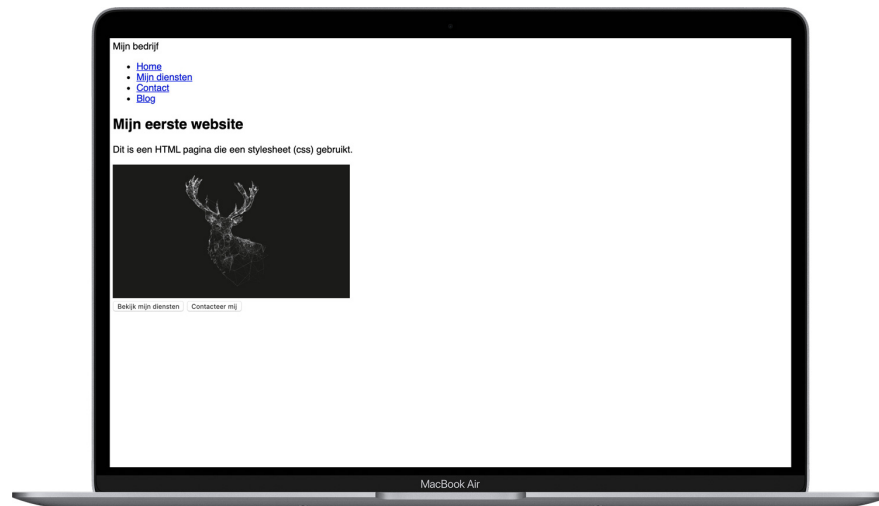 Mijn bedrijf
Home
Mijn diensten
Contact
Blog
Mijn eerste website
Dit is een HTML pagina die een stylesheet (css) gebruikt.
Bekijk mijn diensten Contacteer mij
MacBook Air